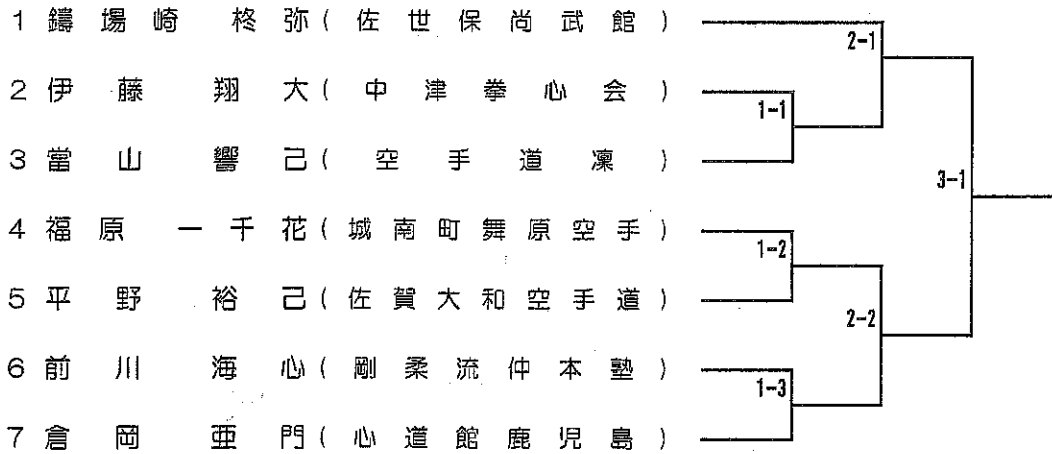 1 鑄場崎 柊弥(佐世保尚武館)
2-1
2 伊藤 翔大(中津拳心会)
1-1
3 當山 響己(空手道凜)
3-1
4 福原 一千花(城南町舞原空手)
1-2
5 平野 裕己(佐賀大和空手道)
2-2
6 前川 海心(剛柔流仲本塾)
1-3
7 倉岡 亜門(心道館鹿児島)